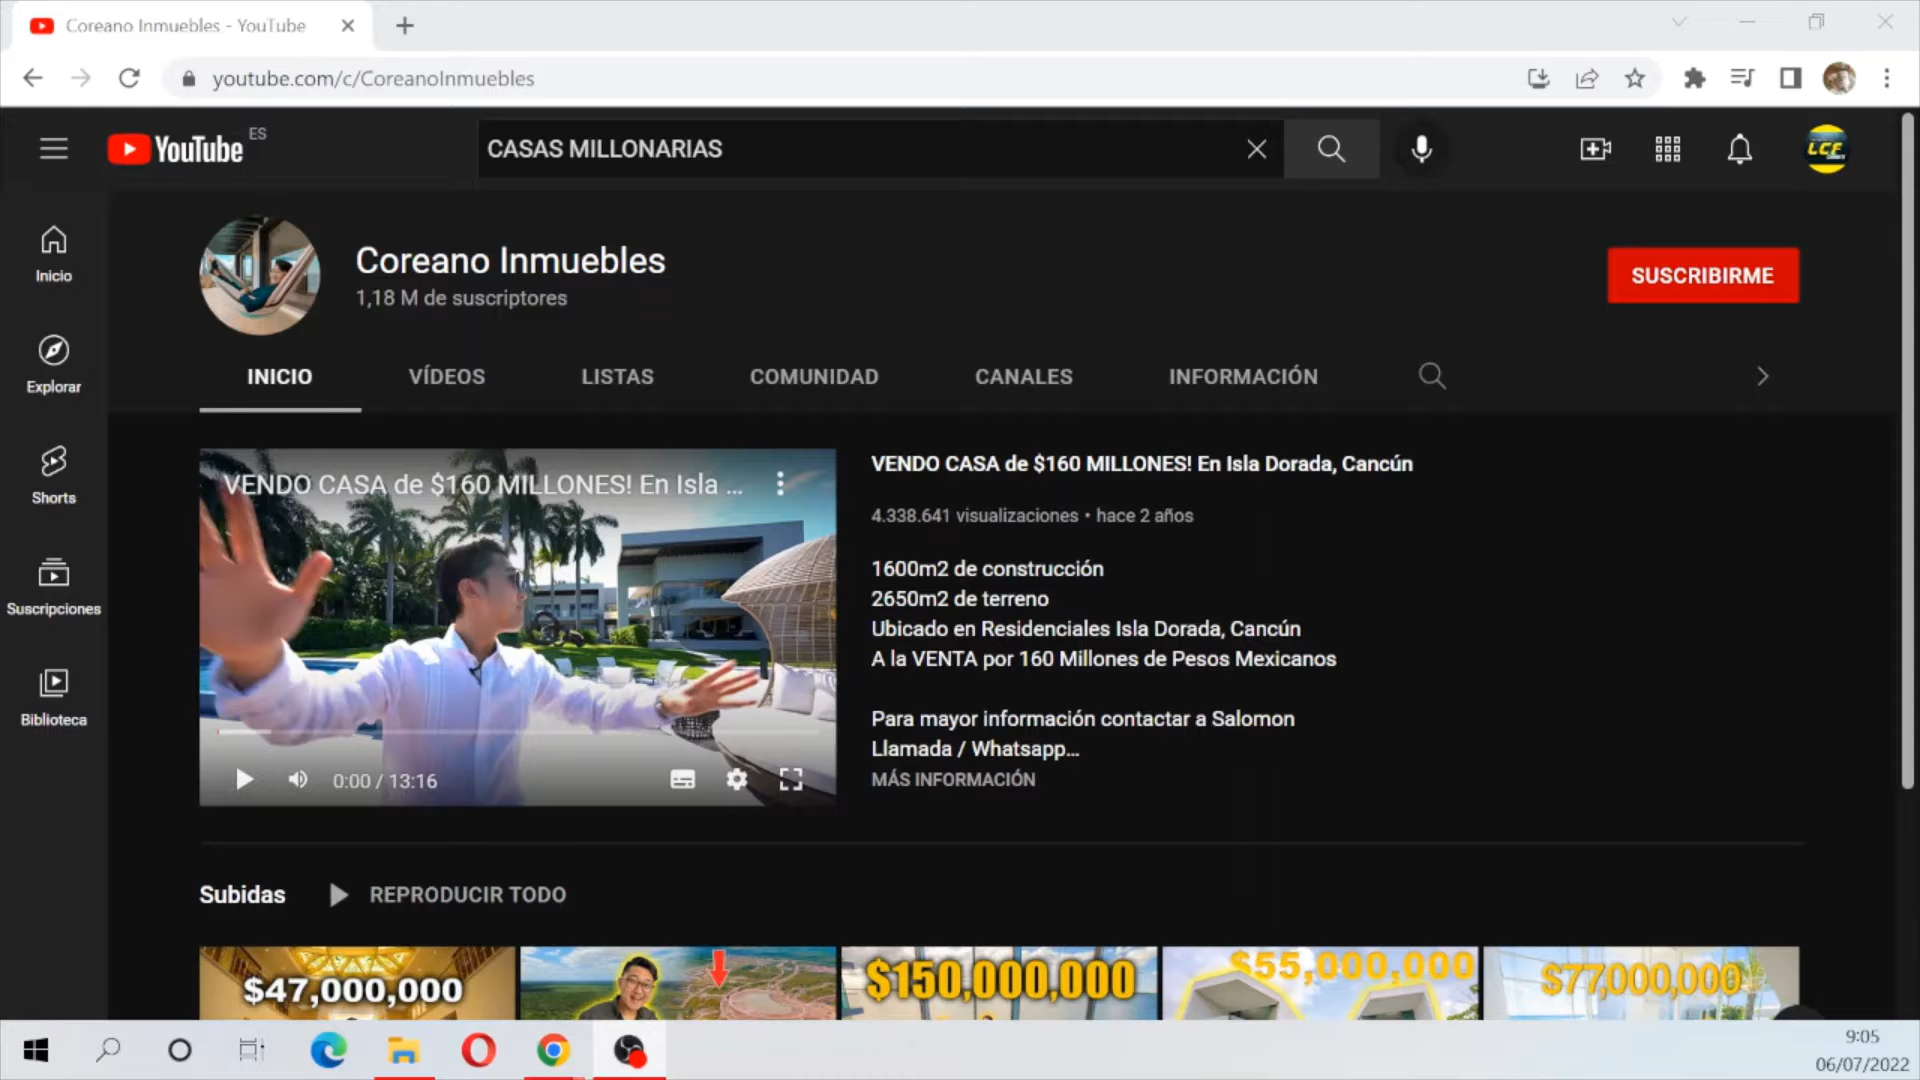 Coreano Inmuebles - YouTube
youtube.com/c/CoreanoInmuebles
YouTube ES
CASAS MILLONARIAS
LCF
Inicio
Explorar
Shorts
Suscripciones
Biblioteca
Coreano Inmuebles
1,18 M de suscriptores
SUSCRIBIRME
INICIO
VÍDEOS
LISTAS
COMUNIDAD
CANALES
INFORMACIÓN
VENDO CASA de $160 MILLONES! En Isla ...
0:00 / 13:16
VENDO CASA de $160 MILLONES! En Isla Dorada, Cancún
4.338.641 visualizaciones • hace 2 años
1600m2 de construcción
2650m2 de terreno
Ubicado en Residenciales Isla Dorada, Cancún
A la VENTA por 160 Millones de Pesos Mexicanos
Para mayor información contactar a Salomon
Llamada / Whatsapp...
MÁS INFORMACIÓN
Subidas
REPRODUCIR TODO
$47,000,000
$150,000,000
$55,000,000
$77,000,000
9:05
06/07/2022